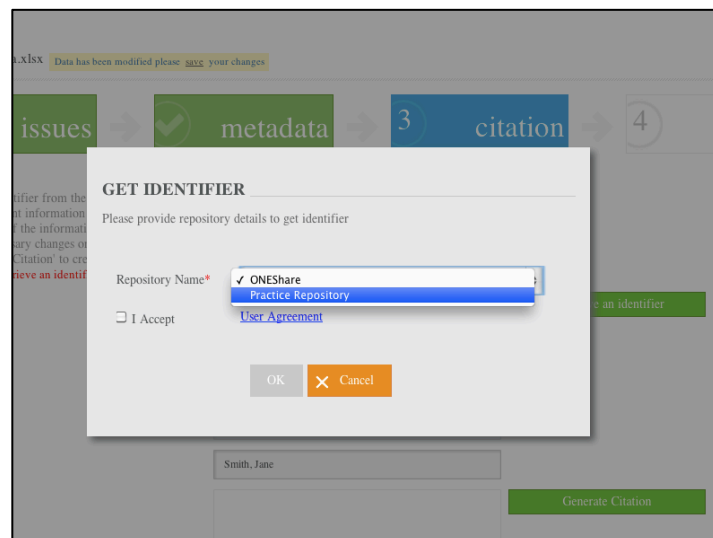 .xlsx Data has been modified please save your changes
issues
metadata
3 citation
4
GET IDENTIFIER
tifier from the
nt information
Please provide repository details to get identifier
f the informati
sary changes or
Citation' to cre
rieve an identif
Repository Name*
✓ ONEShare
Practice Repository
e an identifier
I Accept
User Agreement
OK
Cancel
Smith, Jane
Generate Citation